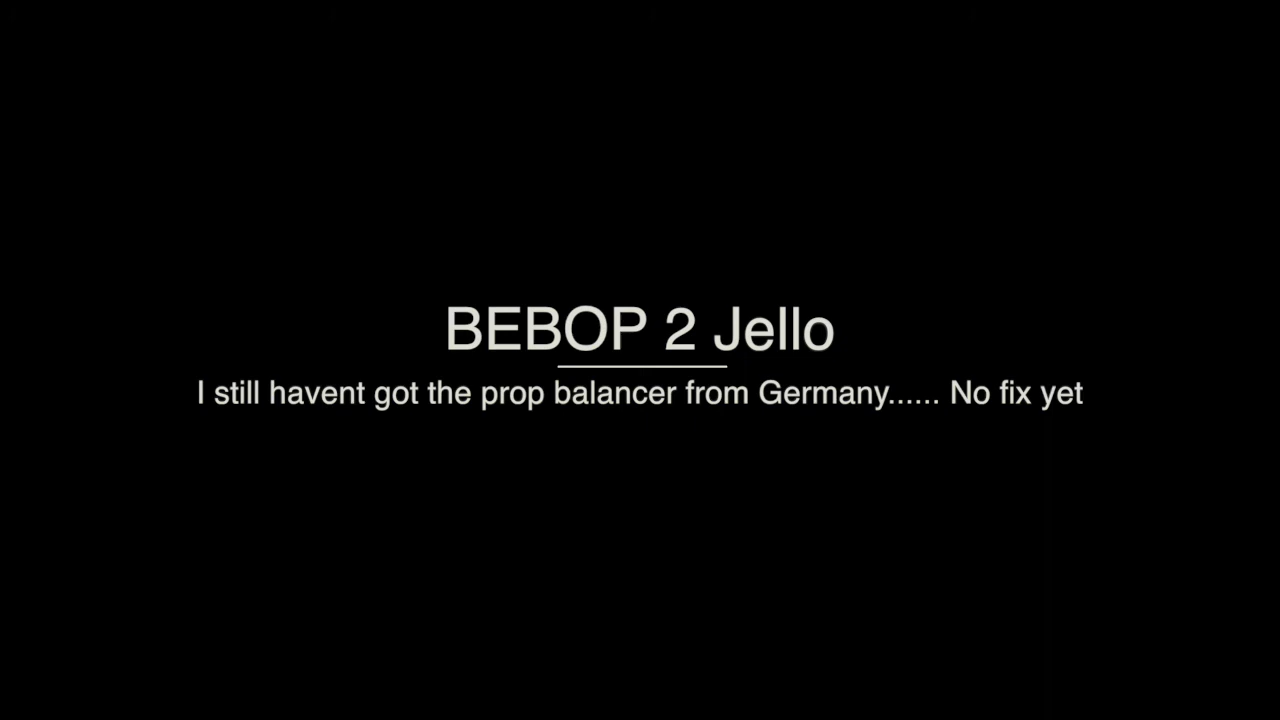 BEBOP 2 Jello
I still havent got the prop balancer from Germany...... No fix yet